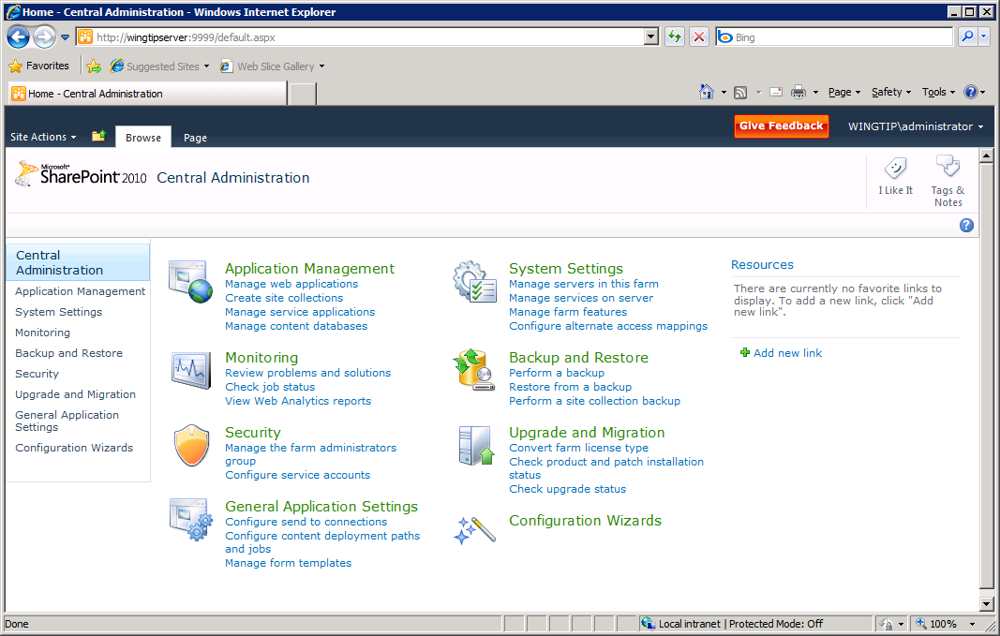 Home - Central Administration - Windows Internet Explorer
http://wingtipserver:9999/default.aspx
Bing
Favorites
Suggested Sites
Web Slice Gallery
Home - Central Administration
Page
Safety
Tools
Site Actions
Browse
Page
Give Feedback
WINGTIP\administrator
Microsoft®
SharePoint 2010
Central Administration
I Like It
Tags &
Notes
Central
Administration
Application Management
System Settings
Monitoring
Backup and Restore
Security
Upgrade and Migration
General Application
Settings
Configuration Wizards
Application Management
Manage web applications
Create site collections
Manage service applications
Manage content databases
Monitoring
Review problems and solutions
Check job status
View Web Analytics reports
Security
Manage the farm administrators
group
Configure service accounts
General Application Settings
Configure send to connections
Configure content deployment paths
and jobs
Manage form templates
System Settings
Manage servers in this farm
Manage services on server
Manage farm features
Configure alternate access mappings
Backup and Restore
Perform a backup
Restore from a backup
Perform a site collection backup
Upgrade and Migration
Convert farm license type
Check product and patch installation
status
Check upgrade status
Configuration Wizards
Resources
There are currently no favorite links to
display. To add a new link, click "Add
new link".
Add new link
Done
Local intranet | Protected Mode: Off
100%